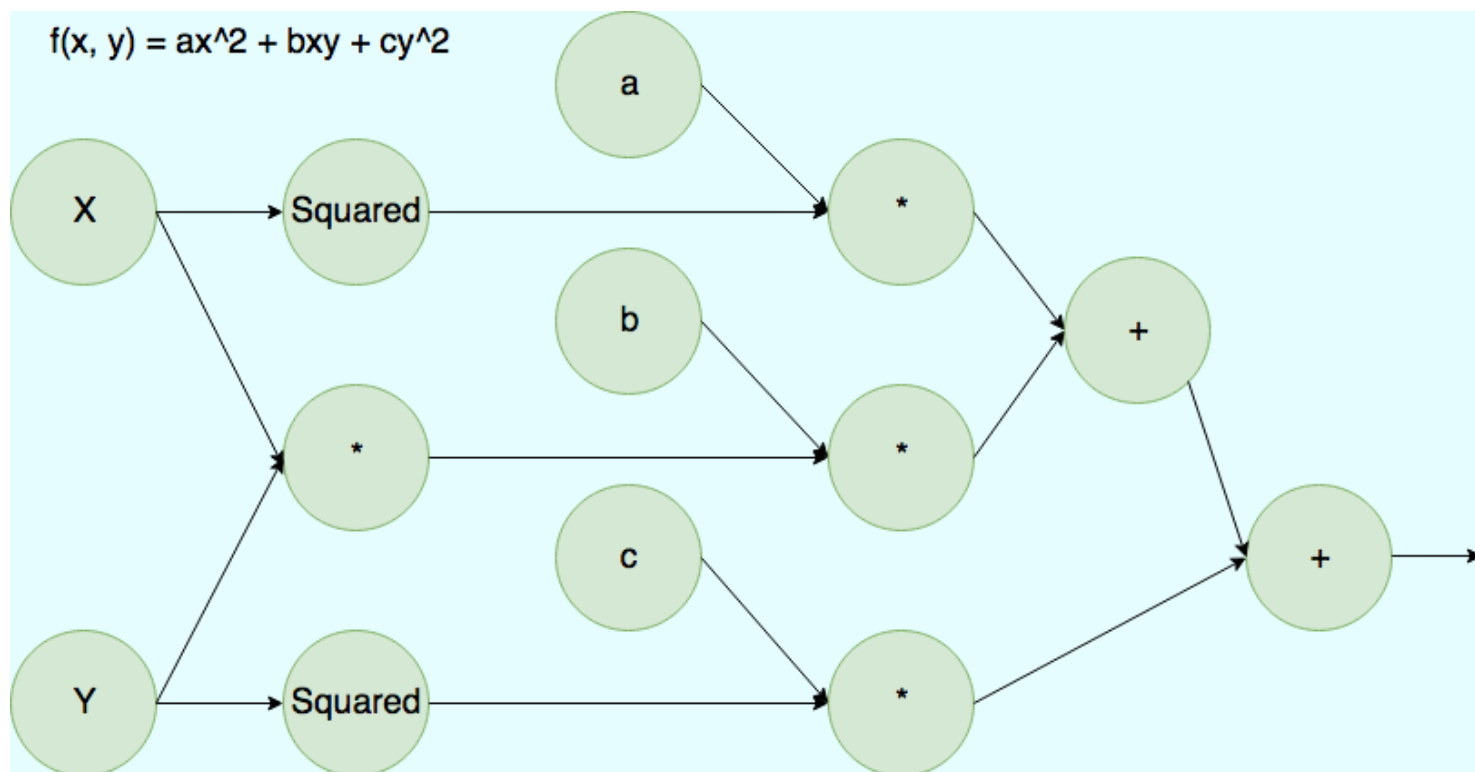 f(x, y) = ax^2 + bxy + cy^2
a
X
Squared
*
b
+
*
*
c
+
Y
Squared
*